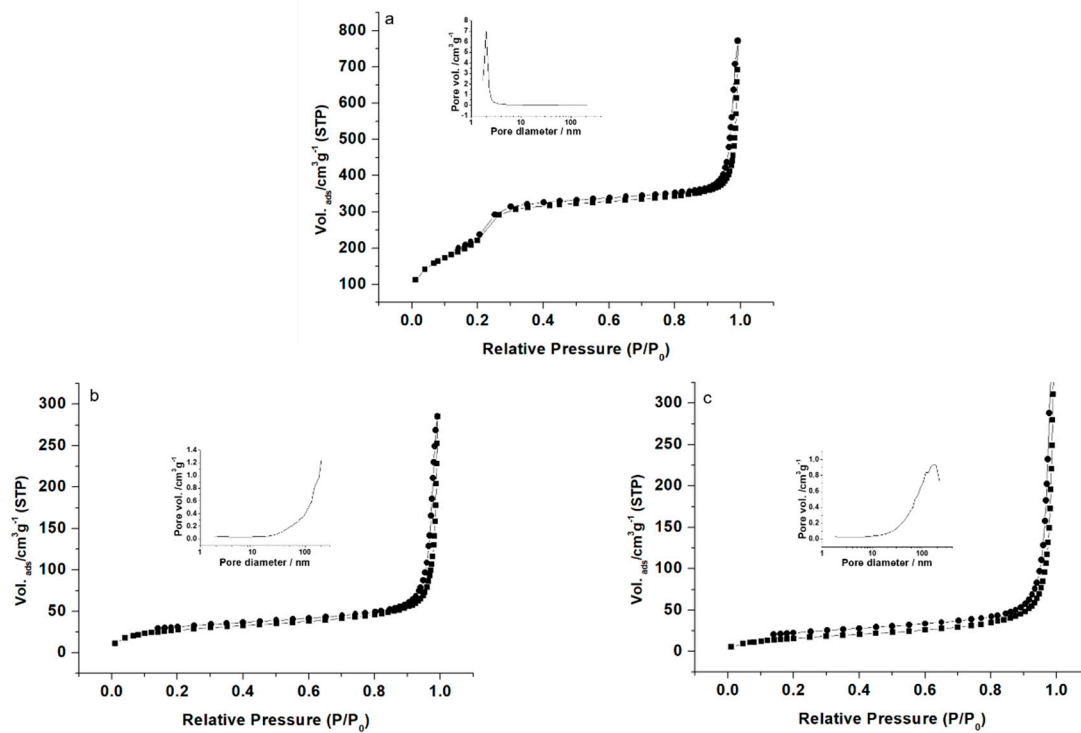 a
Vol. ads/cm³g⁻¹ (STP)
800
700
600
500
400
300
200
100
0.0 0.2 0.4 0.6 0.8 1.0
Relative Pressure (P/P₀)
Pore vol. /cm³g⁻¹
8
7
6
5
4
3
2
1
0
-1
1 10 100
Pore diameter / nm
b
Vol. ads/cm³g⁻¹ (STP)
300
250
200
150
100
50
0
0.0 0.2 0.4 0.6 0.8 1.0
Relative Pressure (P/P₀)
Pore vol. /cm³g⁻¹
1.4
1.2
1.0
0.8
0.6
0.4
0.2
0.0
1 10 100
Pore diameter / nm
c
Vol. ads/cm³g⁻¹ (STP)
300
250
200
150
100
50
0
0.0 0.2 0.4 0.6 0.8 1.0
Relative Pressure (P/P₀)
Pore vol. /cm³g⁻¹
1.0
0.8
0.6
0.4
0.2
0.0
1 10 100
Pore diameter / nm